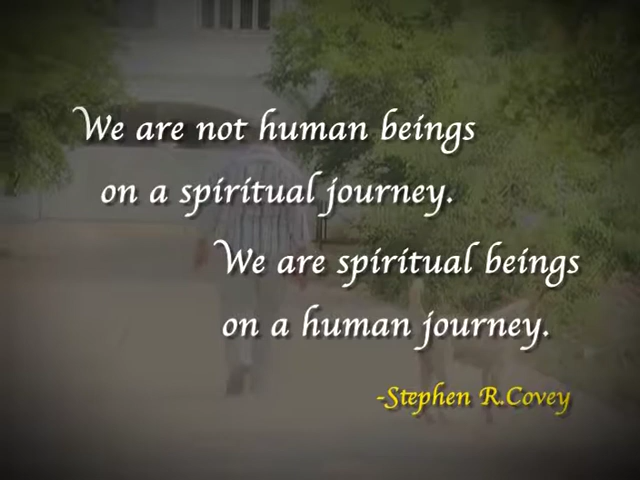 We are not human beings
on a spiritual journey.
We are spiritual beings
on a human journey.
-Stephen R.Covey